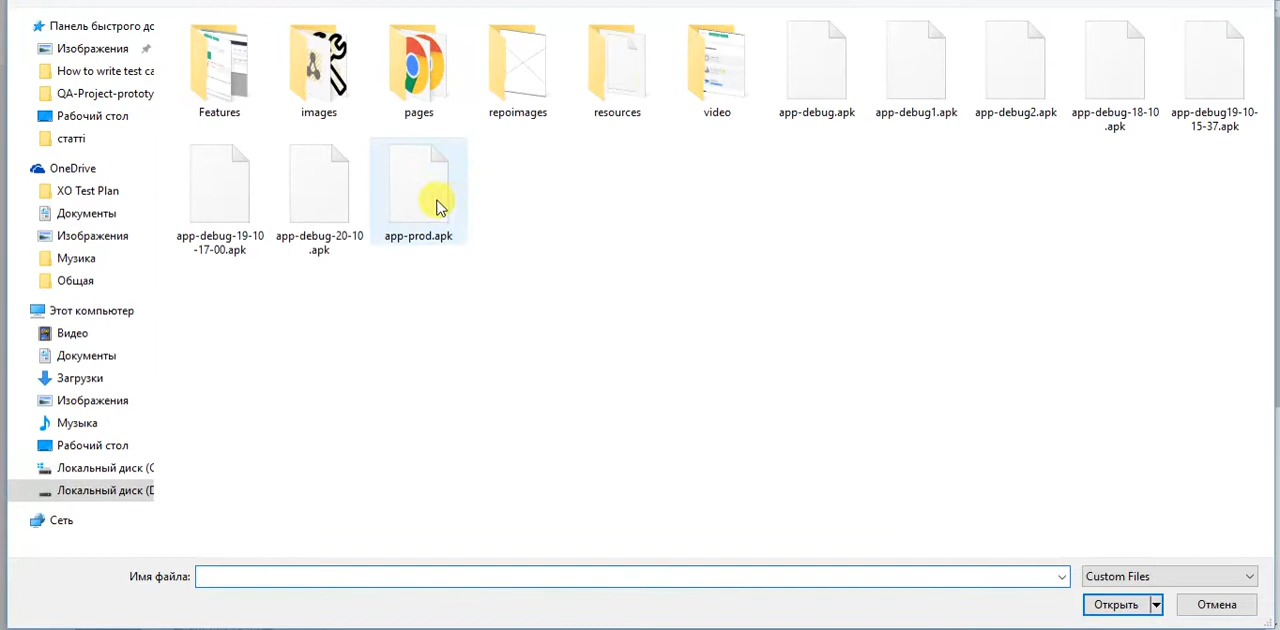 Панель быстрого до
Изображения
How to write test ca
QA-Project-prototy
Рабочий стол
статті
OneDrive
XO Test Plan
Документы
Изображения
Музика
Общая
Этот компьютер
Видео
Документы
Загрузки
Изображения
Музыка
Рабочий стол
Локальный диск (С
Локальный диск (D
Сеть
Features
images
pages
repoimages
resources
video
app-debug.apk
app-debug1.apk
app-debug2.apk
app-debug-18-10
.apk
app-debug19-10-
15-37.apk
app-debug-19-10
-17-00.apk
app-debug-20-10
.apk
app-prod.apk
Имя файла:
Custom Files
Открыть
Отмена